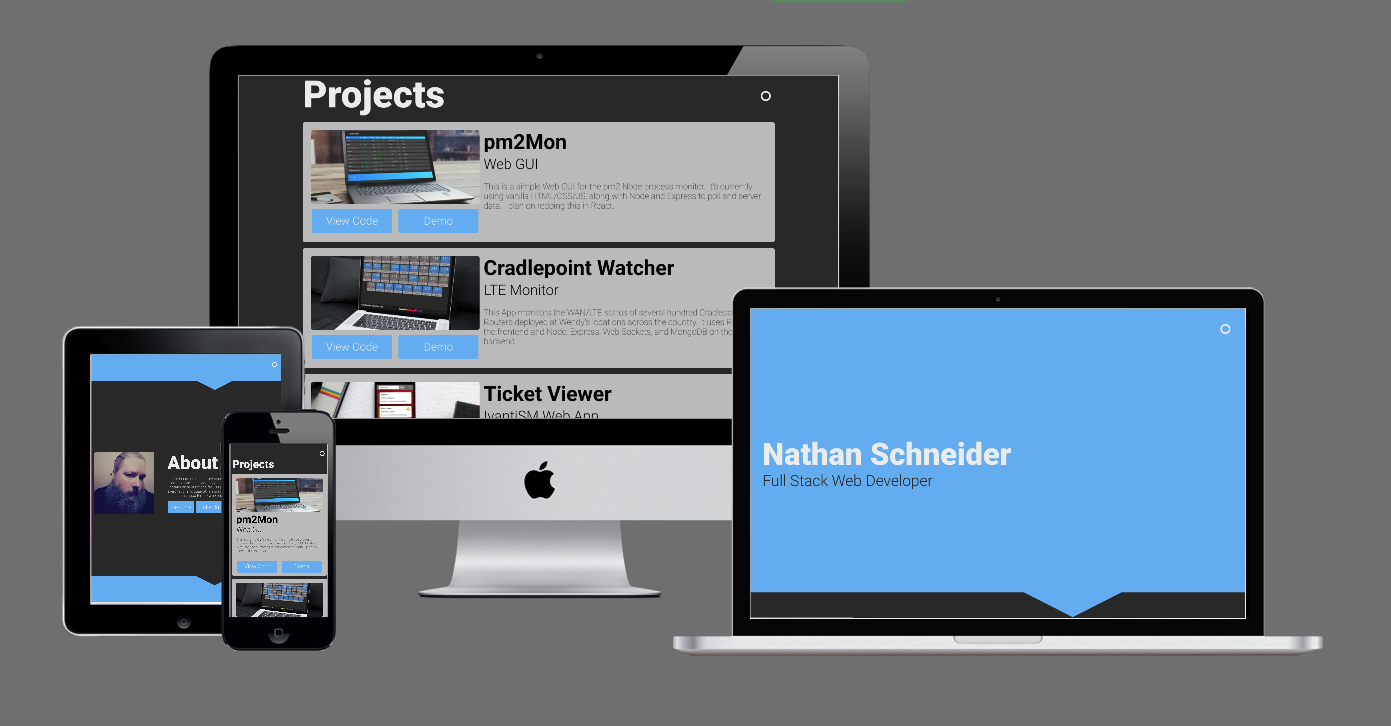 Projects
pm2Mon
Web GUI
This is a simple Web GUI for the pm2 Node process monitor. It's currently
using vanilla HTML/CSS/JS, along with Node and Express to poll and server
data. I plan on redoing this in React.
View Code
Demo
Cradlepoint Watcher
LTE Monitor
This App monitors the WAN/LTE status of several hundred Cradlepo
Routers deployed at Wendy's locations across the country. It uses R
the frontend and Node, Express, Web Sockets, and MongoDB on the
backend.
View Code
Demo
Ticket Viewer
IvantiSM Web App
About
Projects
pm2Mon
Web GUI
View Code
Demo
Nathan Schneider
Full Stack Web Developer